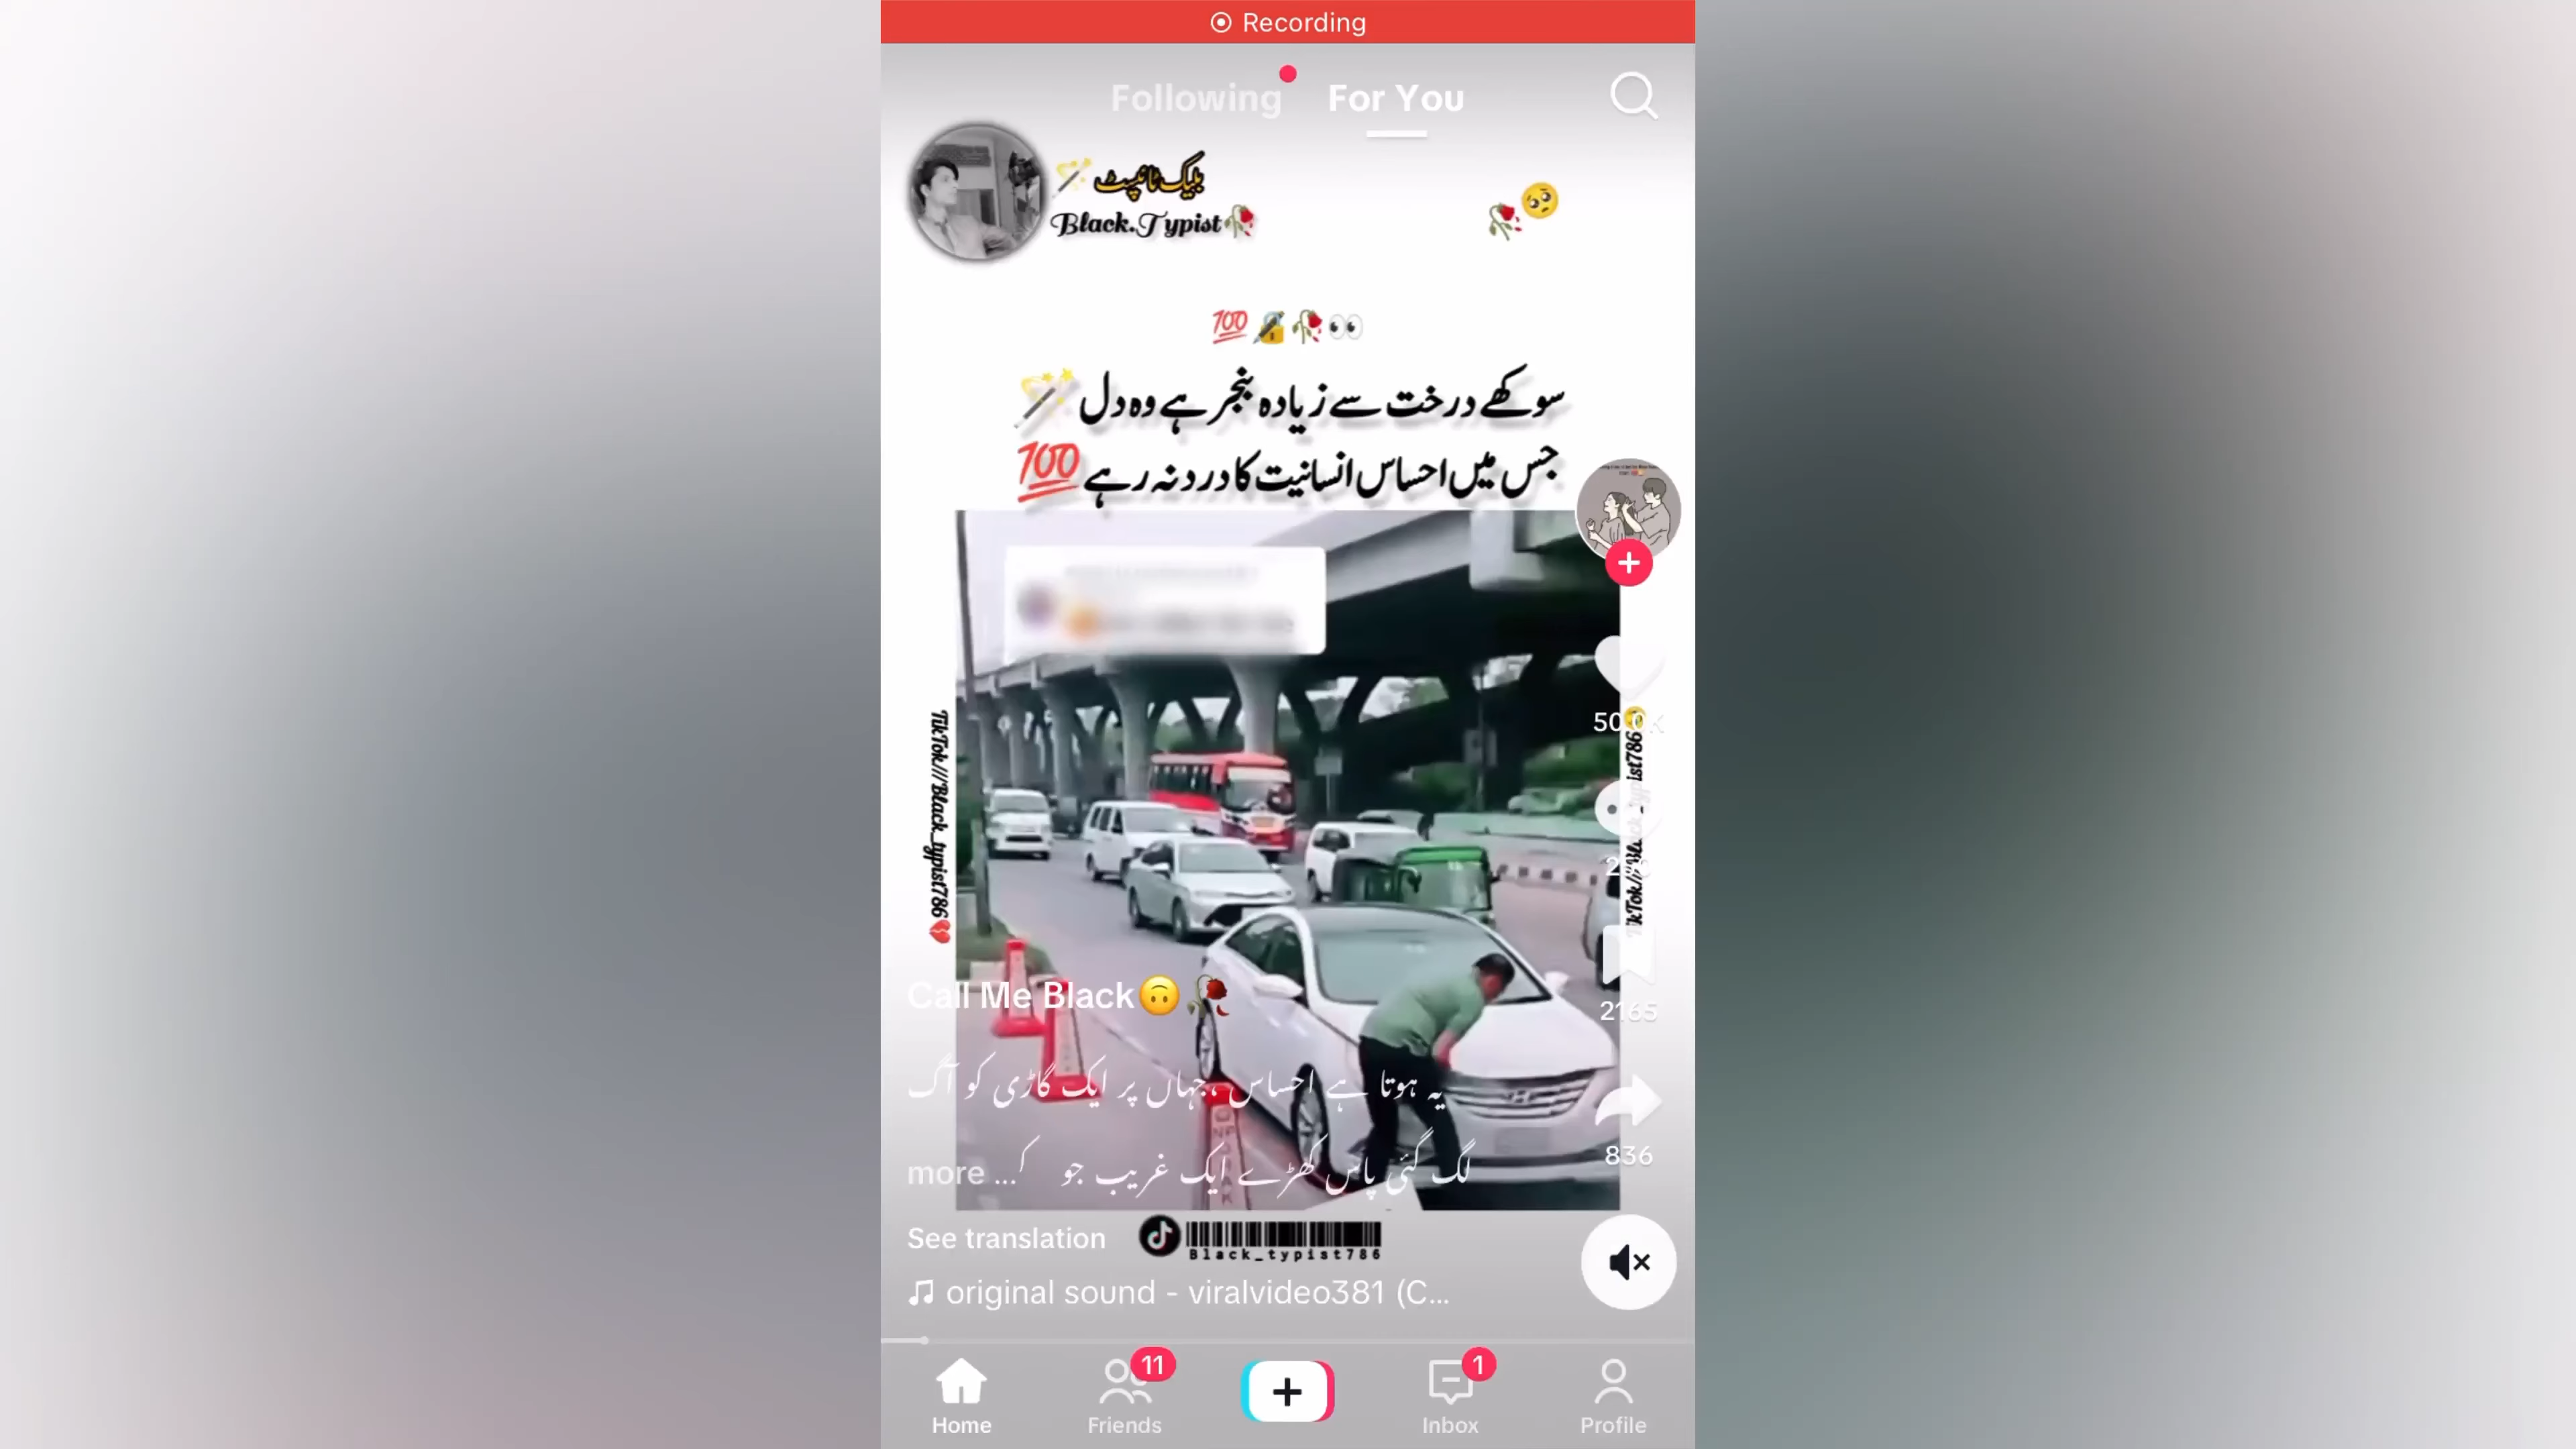 Recording
Following
For You
بلیک ٹائپسٹ
Black.Typist
سوکھے درخت سے زیادہ بنجر ہے وہ دل
جس میں احساس انسانیت کا درد نہ رہے
TikTok///Black_typist786
50.0K
2165
836
Call Me Black
یہ ہوتا ہے احساس ،جہاں پر ایک گاڑی کو آگ
لگ گئی پاس کھڑے ایک غریب جو ک... more
See translation
Black_typist786
original sound - viralvideo381 (C...
Home
11
Friends
1
Inbox
Profile